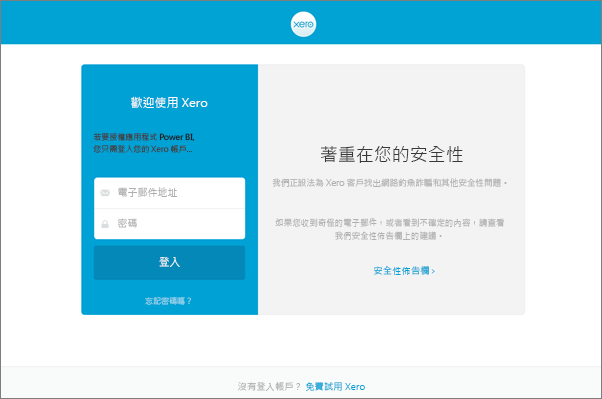 xero
歡迎使用 Xero
若要授權應用程式 Power BI,
您只需登入您的 Xero 帳戶...
電子郵件地址
密碼
登入
忘記密碼嗎？
著重在您的安全性
我們正設法為 Xero 客戶找出網路釣魚詐騙和其他安全性問題。
如果您收到奇怪的電子郵件，或者看到不確定的內容，請查看
我們安全性佈告欄上的建議。
安全性佈告欄 ›
沒有登入帳戶？ 免費試用 Xero